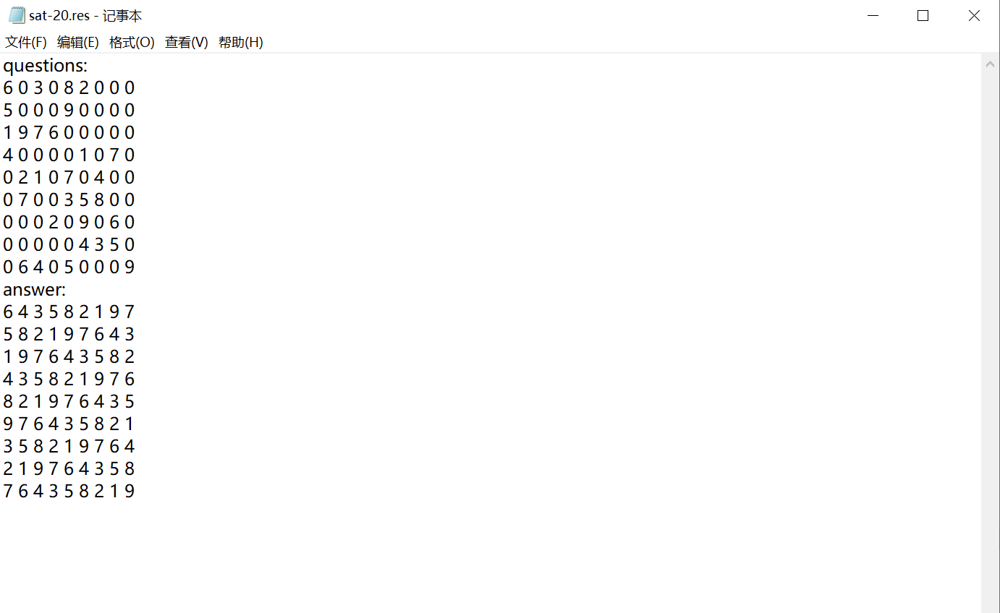 sat-20.res - 记事本
文件(F) 编辑(E) 格式(O) 查看(V) 帮助(H)
questions:
6 0 3 0 8 2 0 0 0
5 0 0 0 9 0 0 0 0
1 9 7 6 0 0 0 0 0
4 0 0 0 0 1 0 7 0
0 2 1 0 7 0 4 0 0
0 7 0 0 3 5 8 0 0
0 0 0 2 0 9 0 6 0
0 0 0 0 0 4 3 5 0
0 6 4 0 5 0 0 0 9
answer:
6 4 3 5 8 2 1 9 7
5 8 2 1 9 7 6 4 3
1 9 7 6 4 3 5 8 2
4 3 5 8 2 1 9 7 6
8 2 1 9 7 6 4 3 5
9 7 6 4 3 5 8 2 1
3 5 8 2 1 9 7 6 4
2 1 9 7 6 4 3 5 8
7 6 4 3 5 8 2 1 9